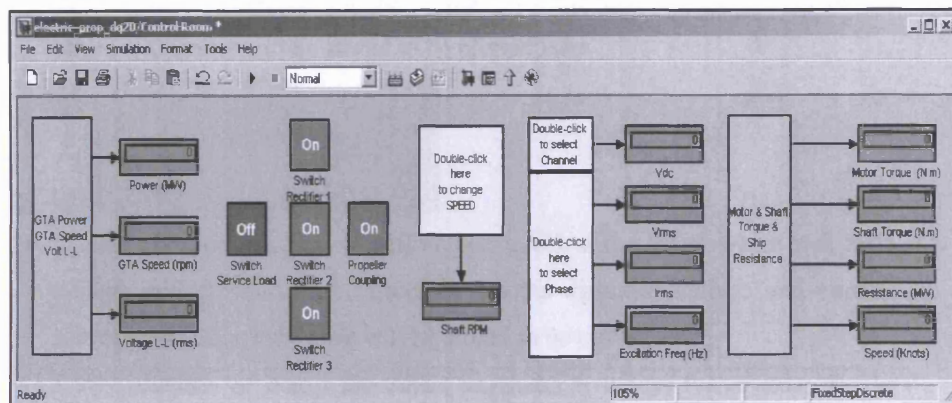 electric_prop_dq20/ControlRoom *
File Edit View Simulation Format Tools Help
Normal
GTA Power
GTA Speed
Volt L-L
0
Power (MW)
0
GTA Speed (rpm)
0
Voltage L-L (rms)
On
Switch
Rectifier 1
Off
Switch
Service Load
On
Switch
Rectifier 2
On
Propeller
Coupling
On
Switch
Rectifier 3
Double-click
here
to change
SPEED
0
Shaft RPM
Double-click
to select
Channel
Double-click
here
to select
Phase
0
Vdc
0
Vrms
0
Irms
0
Excitation Freq (Hz)
Motor & Shaft
Torque &
Ship
Resistance
0
Motor Torque (N.m)
0
Shaft Torque (N.m)
0
Resistance (MW)
0
Speed (Knots)
Ready
105%
FixedStepDiscrete